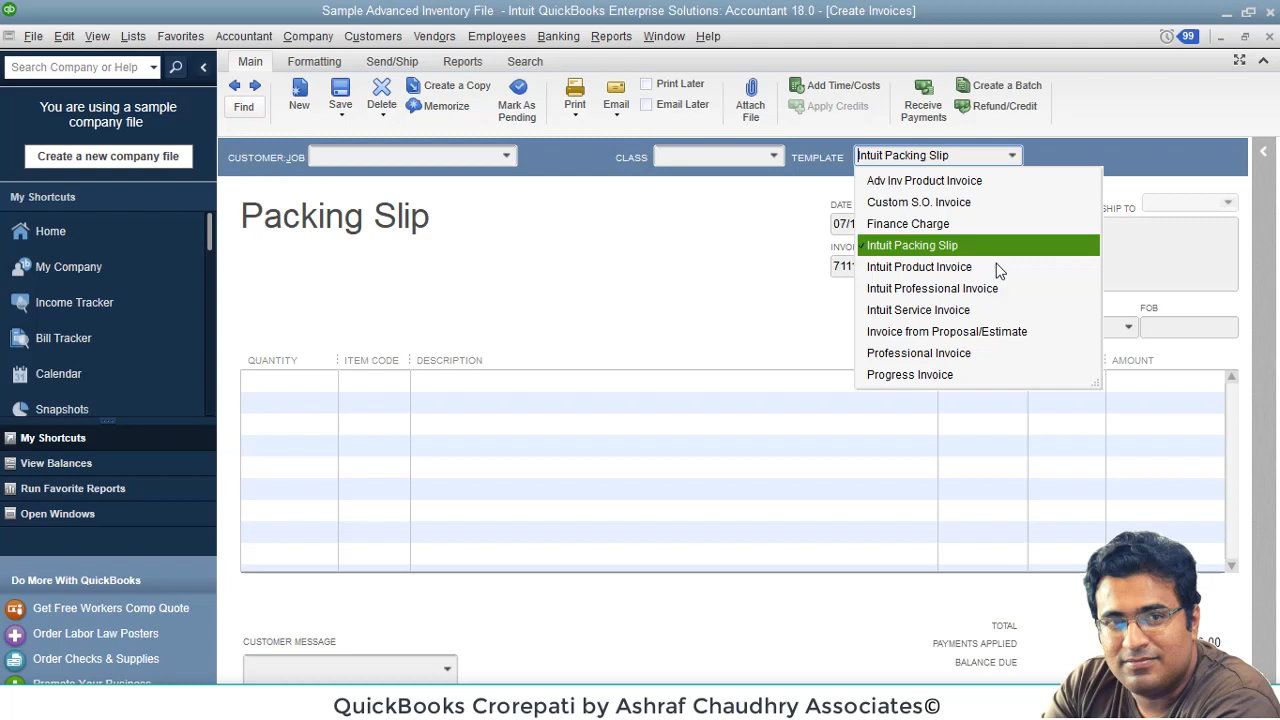 Sample Advanced Inventory File - Intuit QuickBooks Enterprise Solutions: Accountant 18.0 - [Create Invoices]
File Edit View Lists Favorites Accountant Company Customers Vendors Employees Banking Reports Window Help
99
Search Company or Help
You are using a sample
company file
Create a new company file
My Shortcuts
Home
My Company
Income Tracker
Bill Tracker
Calendar
Snapshots
My Shortcuts
View Balances
Run Favorite Reports
Open Windows
Do More With QuickBooks
Get Free Workers Comp Quote
Order Labor Law Posters
Order Checks & Supplies
Promote Your Business
Main Formatting Send/Ship Reports Search
Find
New
Save
Delete
Create a Copy
Memorize
Mark As
Pending
Print
Email
Print Later
Email Later
Attach
File
Add Time/Costs
Apply Credits
Receive
Payments
Create a Batch
Refund/Credit
CUSTOMER:JOB
CLASS
TEMPLATE
Intuit Packing Slip
Adv Inv Product Invoice
Custom S.O. Invoice
Finance Charge
Intuit Packing Slip
Intuit Product Invoice
Intuit Professional Invoice
Intuit Service Invoice
Invoice from Proposal/Estimate
Professional Invoice
Progress Invoice
Packing Slip
DATE
07/1
INVOI
711
SHIP TO
FOB
QUANTITY ITEM CODE DESCRIPTION AMOUNT
TOTAL
PAYMENTS APPLIED
BALANCE DUE
CUSTOMER MESSAGE
QuickBooks Crorepati by Ashraf Chaudhry Associates©